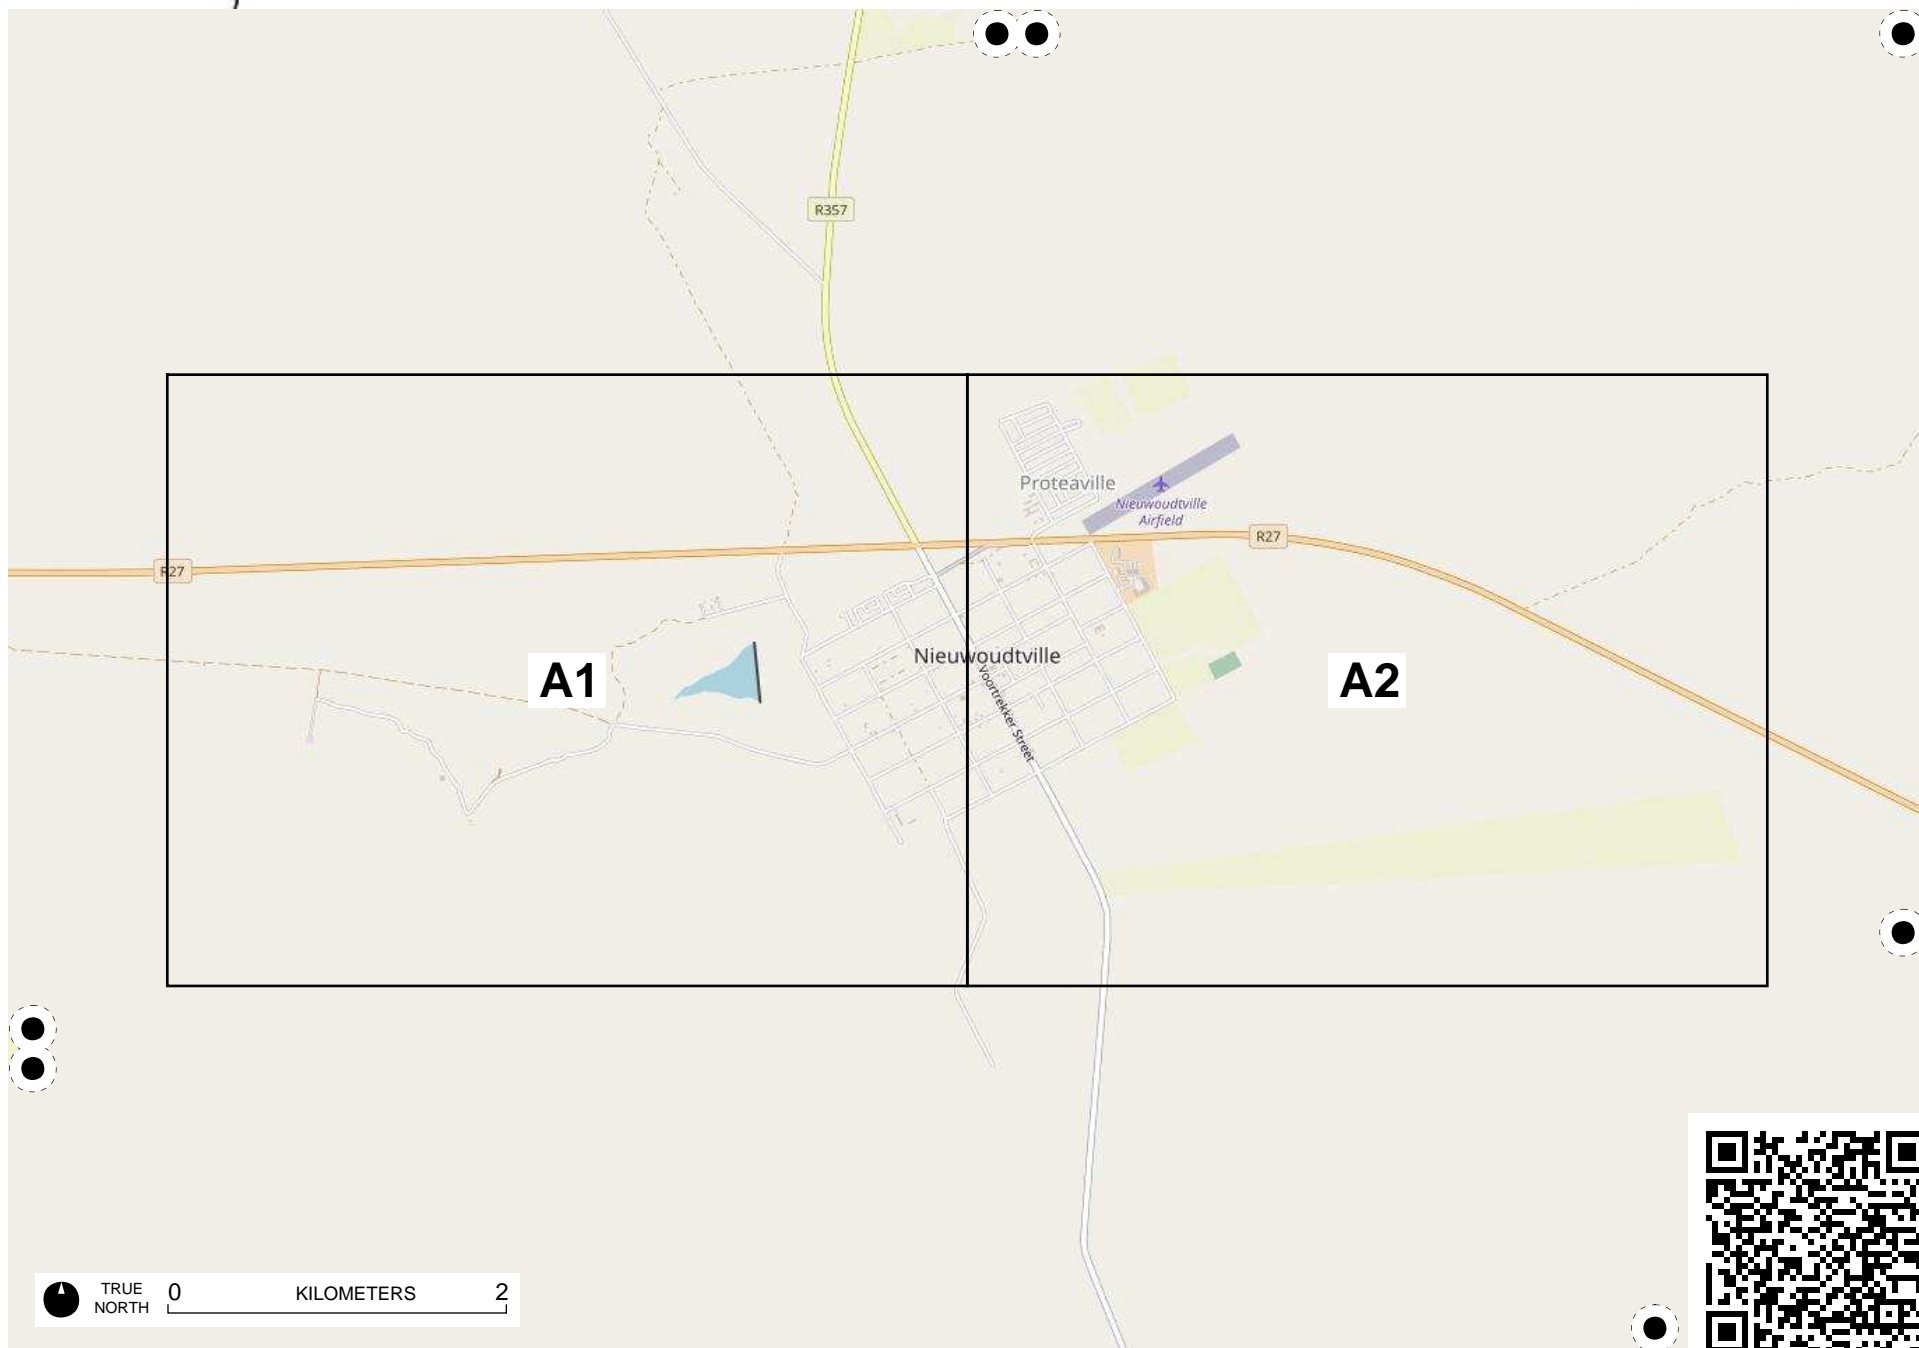 R357
Proteaville
Nieuwoudtville
Airfield
R27
R27
Nieuwoudtville
A1
A2
Voortrekker Street
TRUE
NORTH
0
KILOMETERS
2